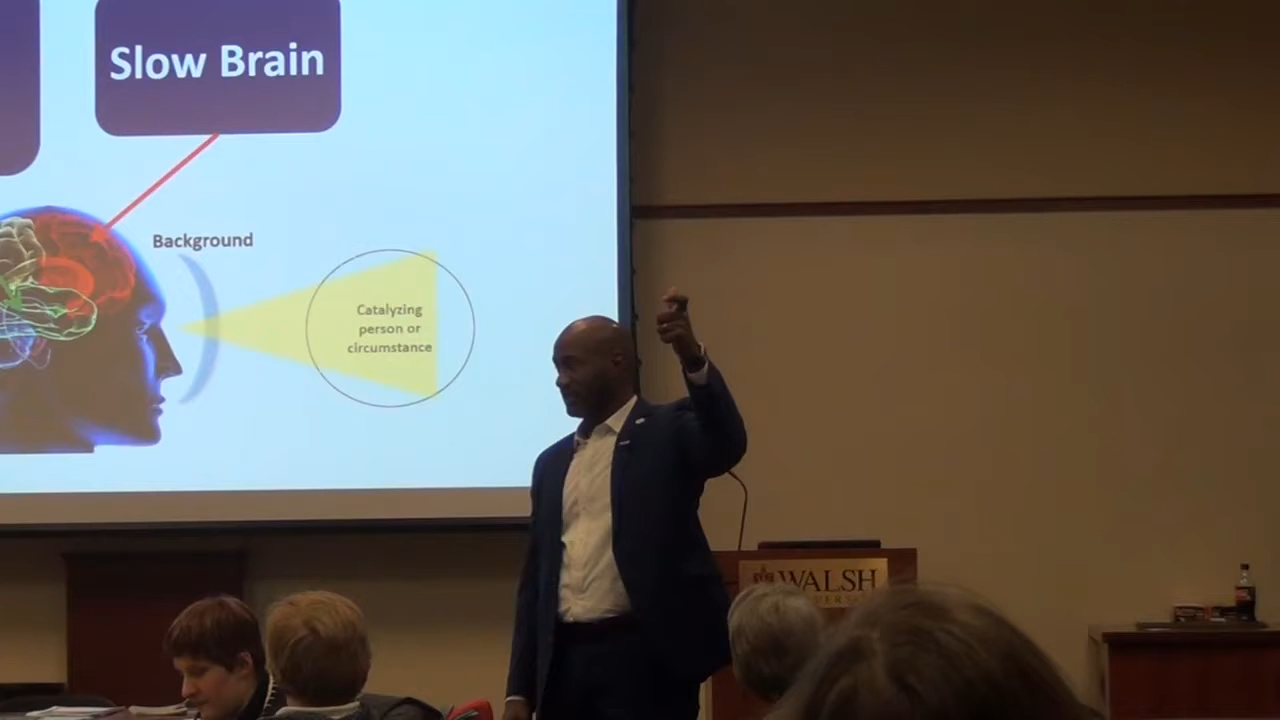 Slow Brain
Background
Catalyzing
person or
circumstance
WALSH